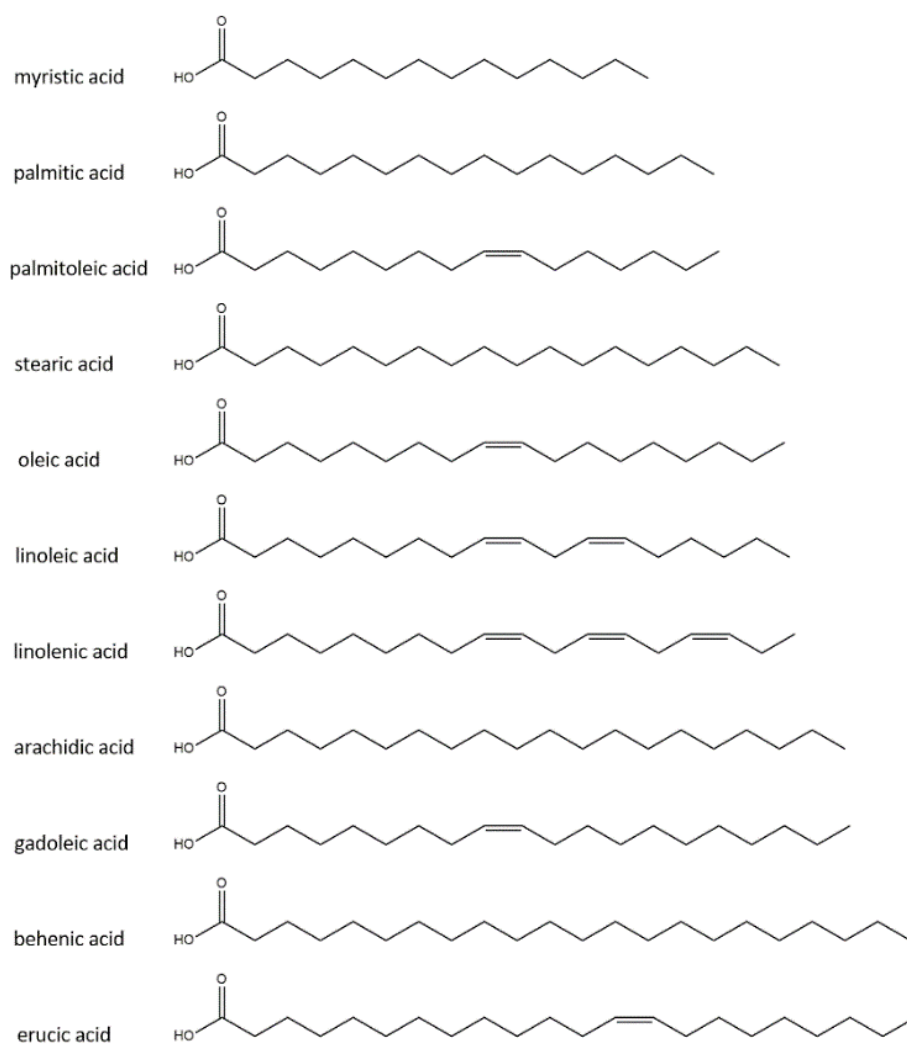 O
myristic acid HO
O
palmitic acid HO
O
palmitoleic acid HO
O
stearic acid HO
O
oleic acid HO
O
linoleic acid HO
O
linolenic acid HO
O
arachidic acid HO
O
gadoleic acid HO
O
behenic acid HO
O
erucic acid HO